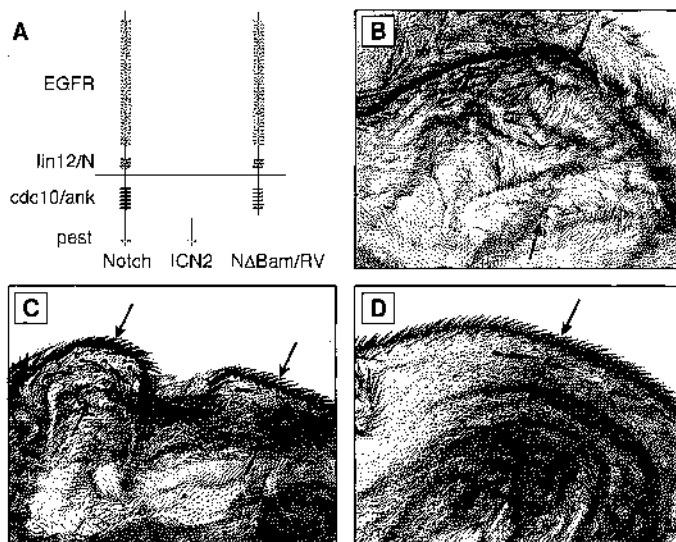 A
EGFR
lin12/N
cdc10/ank
pest
Notch ICN2 NΔBam/RV
B
C
D